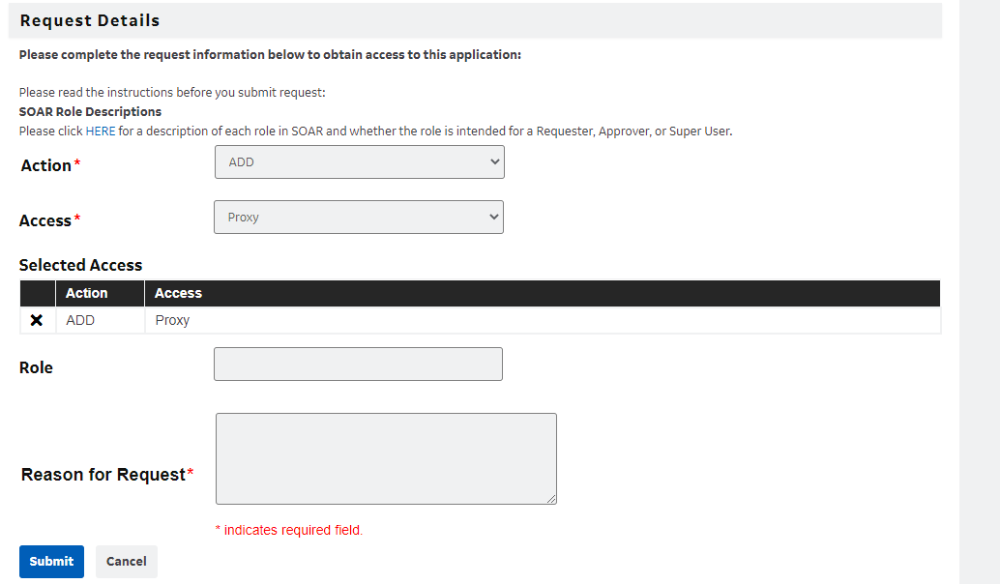 Request Details
Please complete the request information below to obtain access to this application:
Please read the instructions before you submit request:
SOAR Role Descriptions
Please click HERE for a description of each role in SOAR and whether the role is intended for a Requester, Approver, or Super User.
Action* ADD
Access* Proxy
Selected Access
Action Access
ADD Proxy
Role
Reason for Request*
* indicates required field.
Submit Cancel